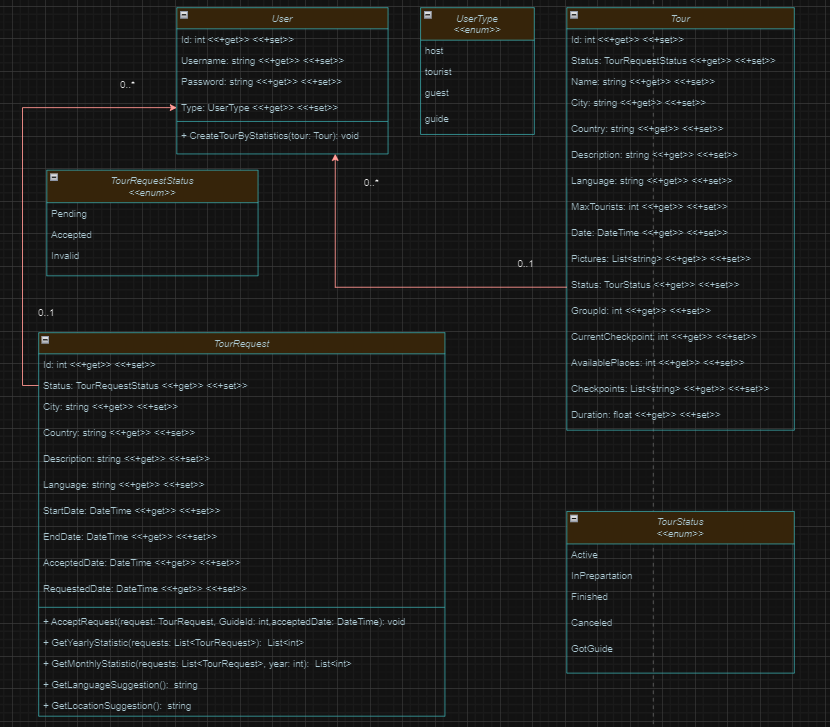 User
Id: int <<+get>> <<+set>>
Username: string <<+get>> <<+set>>
Password: string <<+get>> <<+set>>
Type: UserType <<+get>> <<+set>>
+ CreateTourByStatistics(tour: Tour): void
UserType
<<enum>>
host
tourist
guest
guide
Tour
Id: int <<+get>> <<+set>>
Status: TourRequestStatus <<+get>> <<+set>>
Name: string <<+get>> <<+set>>
City: string <<+get>> <<+set>>
Country: string <<+get>> <<+set>>
Description: string <<+get>> <<+set>>
Language: string <<+get>> <<+set>>
MaxTourists: int <<+get>> <<+set>>
Date: DateTime <<+get>> <<+set>>
Pictures: List<string> <<+get>> <<+set>>
Status: TourStatus <<+get>> <<+set>>
GroupId: int <<+get>> <<+set>>
CurrentCheckpoint: int <<+get>> <<+set>>
AvailablePlaces: int <<+get>> <<+set>>
Checkpoints: List<string> <<+get>> <<+set>>
Duration: float <<+get>> <<+set>>
0..*
0..*
0..1
0..1
TourRequestStatus
<<enum>>
Pending
Accepted
Invalid
TourRequest
Id: int <<+get>> <<+set>>
Status: TourRequestStatus <<+get>> <<+set>>
City: string <<+get>> <<+set>>
Country: string <<+get>> <<+set>>
Description: string <<+get>> <<+set>>
Language: string <<+get>> <<+set>>
StartDate: DateTime <<+get>> <<+set>>
EndDate: DateTime <<+get>> <<+set>>
AcceptedDate: DateTime <<+get>> <<+set>>
RequestedDate: DateTime <<+get>> <<+set>>
+ AcceptRequest(request: TourRequest, GuideId: int,acceptedDate: DateTime): void
+ GetYearlyStatistic(requests: List<TourRequest>): List<int>
+ GetMonthlyStatistic(requests: List<TourRequest>, year: int): List<int>
+ GetLanguageSuggestion(): string
+ GetLocationSuggestion(): string
TourStatus
<<enum>>
Active
InPrepartation
Finished
Canceled
GotGuide